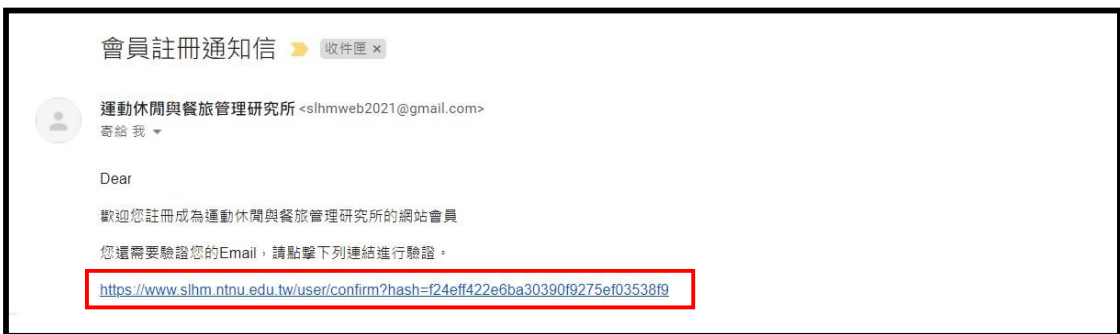 會員註冊通知信 收件匣 ×
運動休閒與餐旅管理研究所 <slhmweb2021@gmail.com>
寄給 我
Dear
歡迎您註冊成為運動休閒與餐旅管理研究所的網站會員
您還需要驗證您的Email，請點擊下列連結進行驗證。
https://www.slhm.ntnu.edu.tw/user/confirm?hash=f24eff422e6ba30390f9275ef03538f9